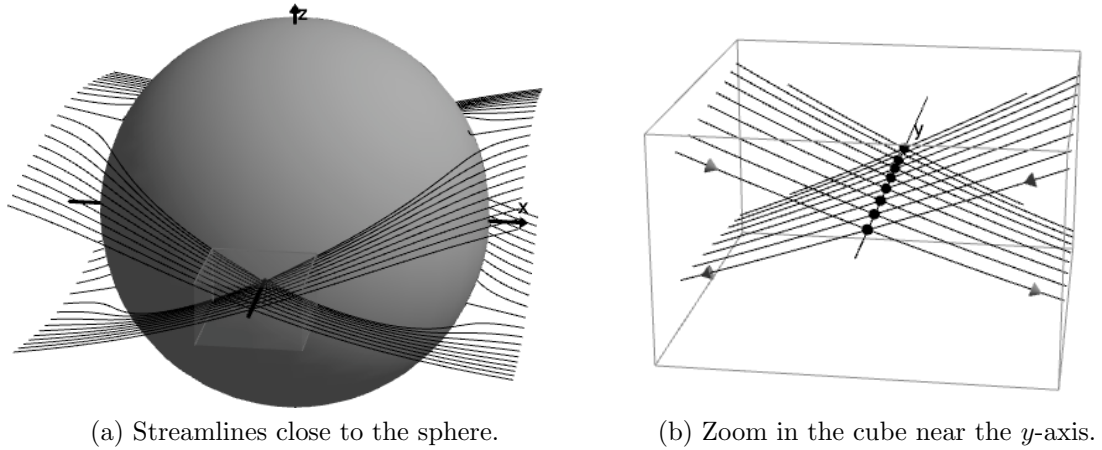 z
x
y
(a) Streamlines close to the sphere.
(b) Zoom in the cube near the y-axis.